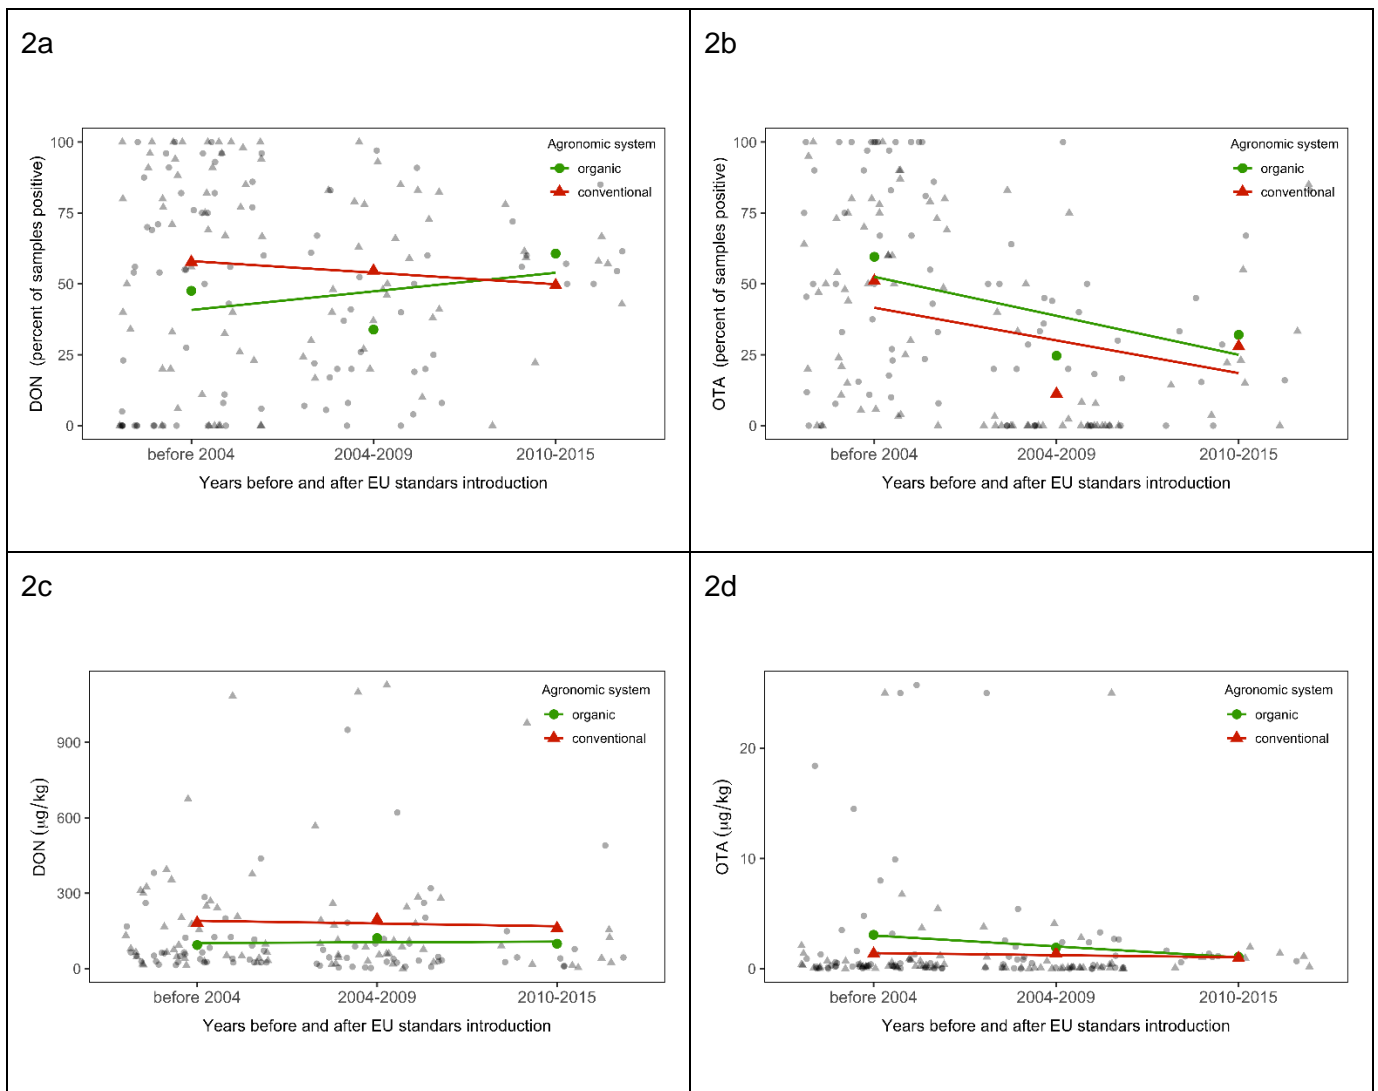 2a
Agronomic system
organic
conventional
DON (percent of samples positive)
100
75
50
25
0
before 2004
2004-2009
2010-2015
Years before and after EU standars introduction
2b
Agronomic system
organic
conventional
OTA (percent of samples positive)
100
75
50
25
0
before 2004
2004-2009
2010-2015
Years before and after EU standars introduction
2c
Agronomic system
organic
conventional
DON (µg/kg)
900
600
300
0
before 2004
2004-2009
2010-2015
Years before and after EU standars introduction
2d
Agronomic system
organic
conventional
OTA (µg/kg)
20
10
0
before 2004
2004-2009
2010-2015
Years before and after EU standars introduction